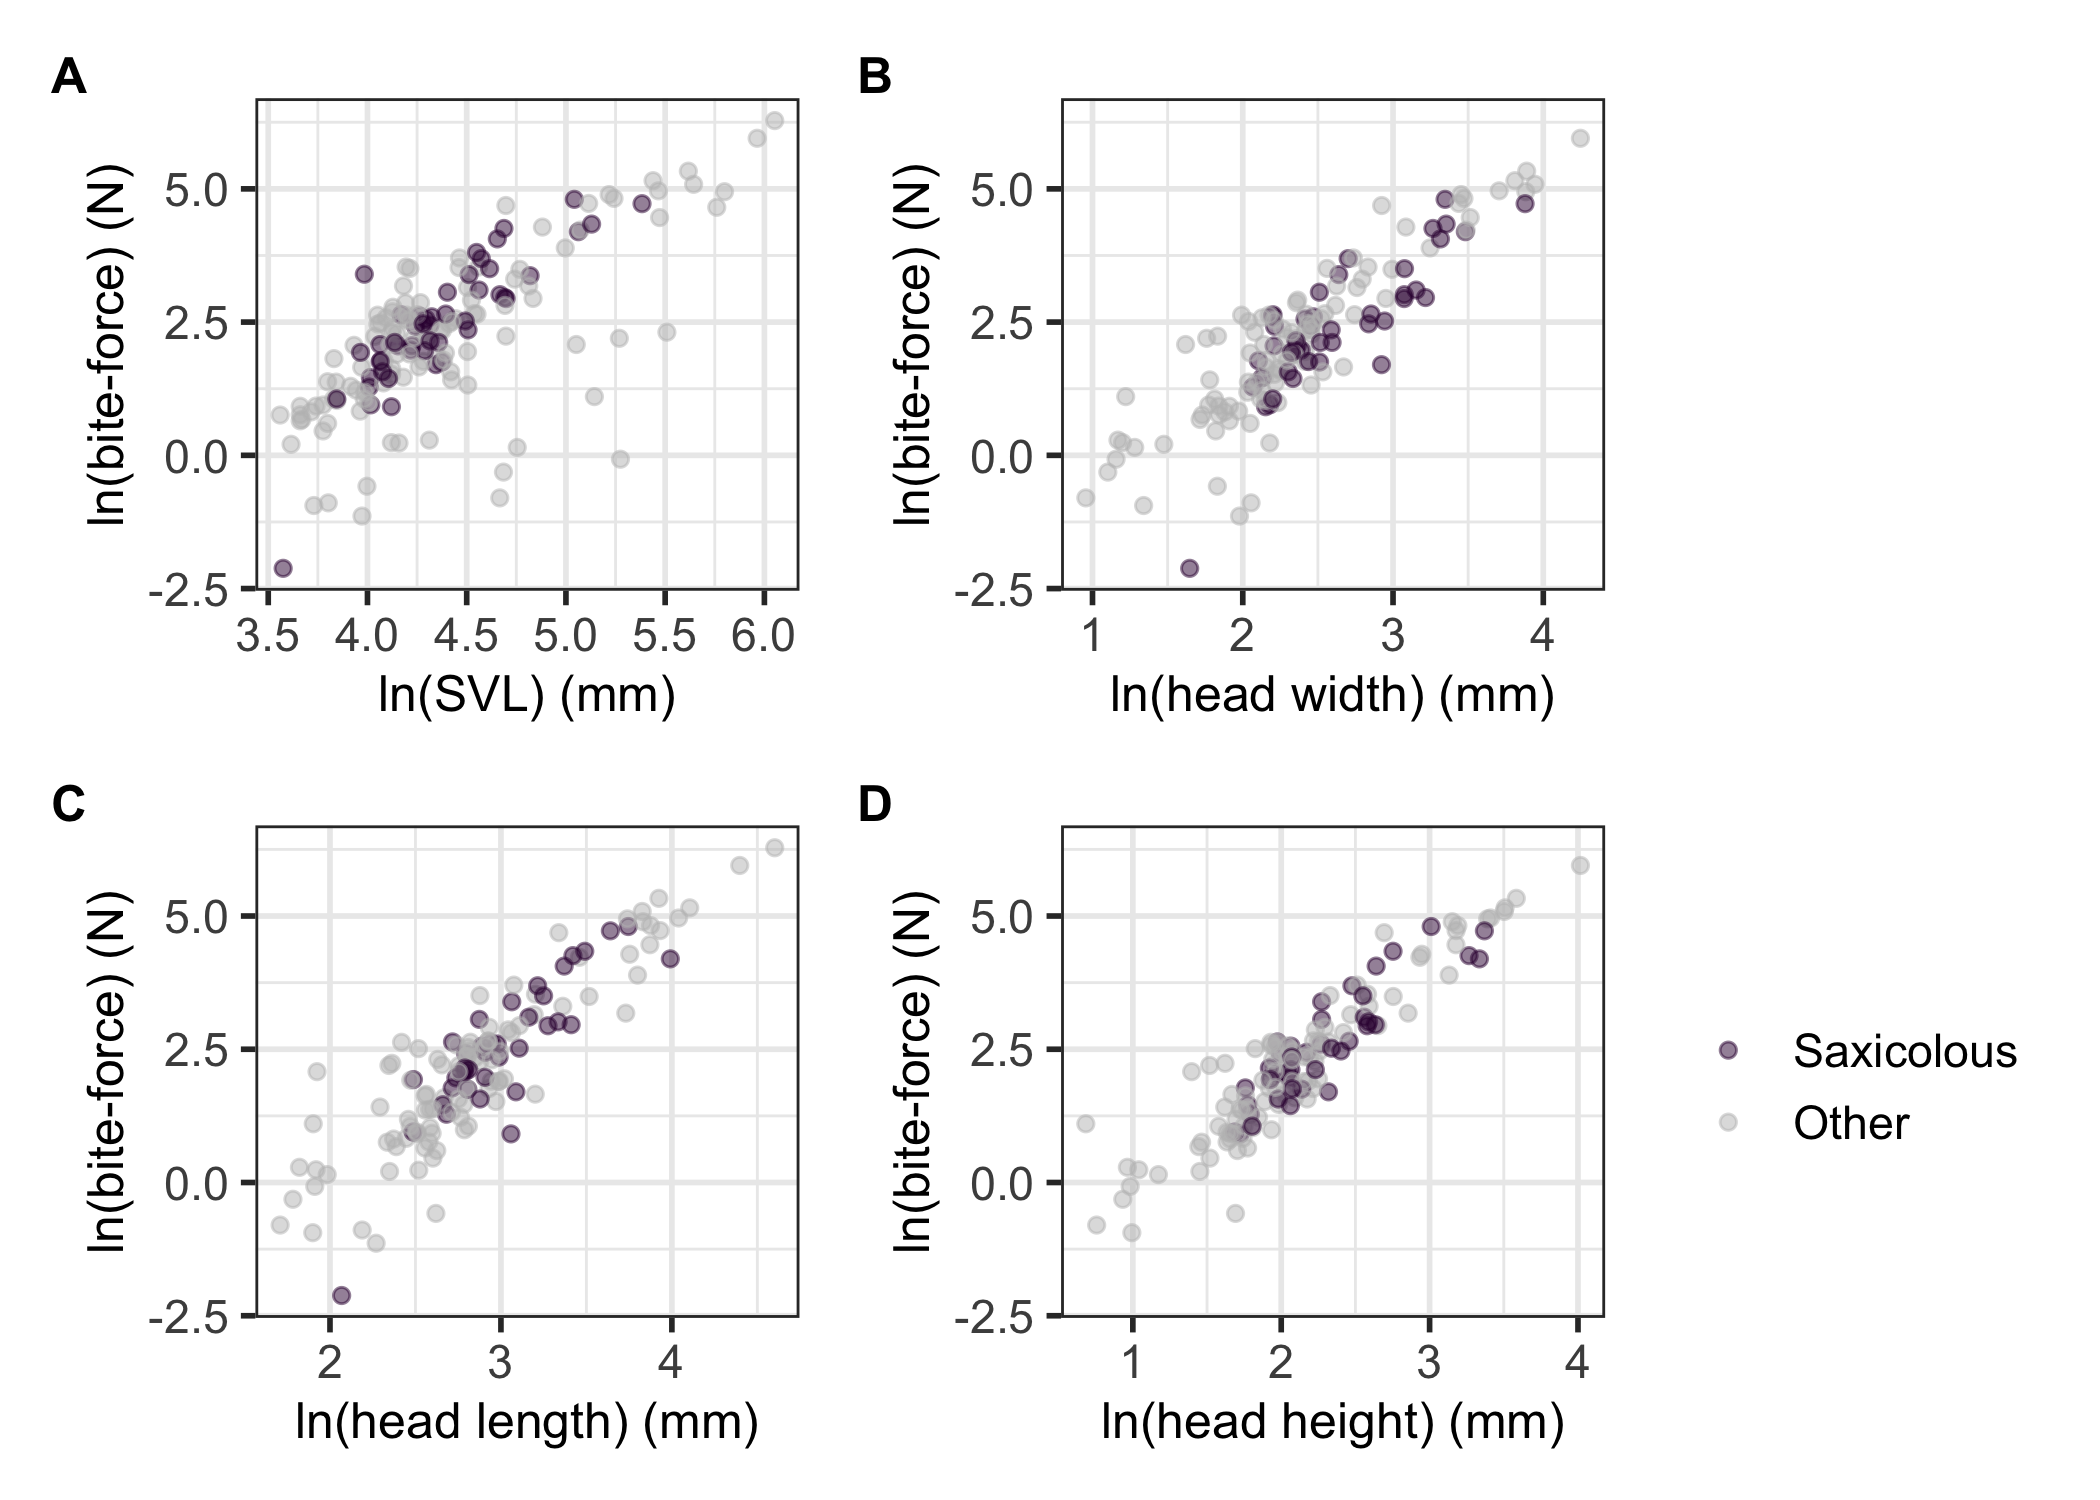 A
B
ln(bite-force) (N)
5.0
2.5
0.0
-2.5
3.5 4.0 4.5 5.0 5.5 6.0
ln(SVL) (mm)
ln(bite-force) (N)
5.0
2.5
0.0
-2.5
1 2 3 4
ln(head width) (mm)
C
D
ln(bite-force) (N)
5.0
2.5
0.0
-2.5
2 3 4
ln(head length) (mm)
ln(bite-force) (N)
5.0
2.5
0.0
-2.5
1 2 3 4
ln(head height) (mm)
Saxicolous
Other